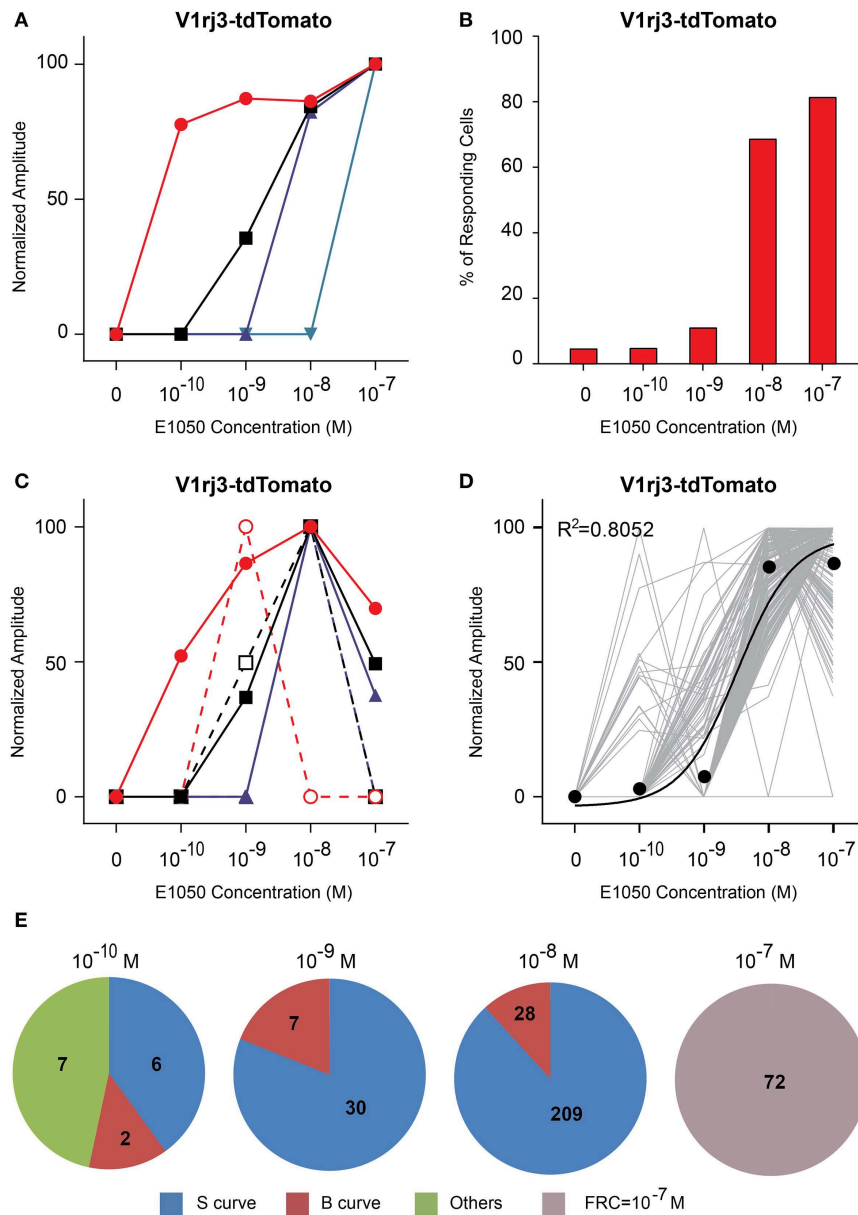 A
V1rj3-tdTomato
100
50
0
Normalized Amplitude
0 10⁻¹⁰ 10⁻⁹ 10⁻⁸ 10⁻⁷
E1050 Concentration (M)
B
V1rj3-tdTomato
100
80
60
40
20
0
% of Responding Cells
0 10⁻¹⁰ 10⁻⁹ 10⁻⁸ 10⁻⁷
E1050 Concentration (M)
C
V1rj3-tdTomato
100
50
0
Normalized Amplitude
0 10⁻¹⁰ 10⁻⁹ 10⁻⁸ 10⁻⁷
E1050 Concentration (M)
D
V1rj3-tdTomato
R²=0.8052
100
50
0
Normalized Amplitude
0 10⁻¹⁰ 10⁻⁹ 10⁻⁸ 10⁻⁷
E1050 Concentration (M)
E
10⁻¹⁰ M
7
6
2
10⁻⁹ M
7
30
10⁻⁸ M
28
209
10⁻⁷ M
72
S curve
B curve
Others
FRC=10⁻⁷ M